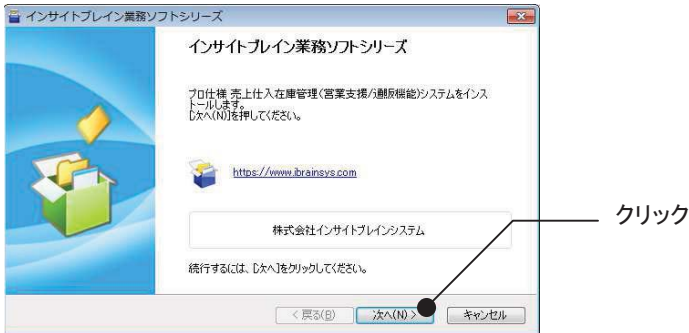 インサイトブレイン業務ソフトシリーズ
インサイトブレイン業務ソフトシリーズ
プロ仕様 売上仕入在庫管理(営業支援/通販機能)システムをインス
トールします。
[次へ(N)]を押してください。
https://www.ibrainsys.com
株式会社インサイトブレインシステム
クリック
続行するには、[次へ]をクリックしてください。
< 戻る(B)
次へ(N) >
キャンセル